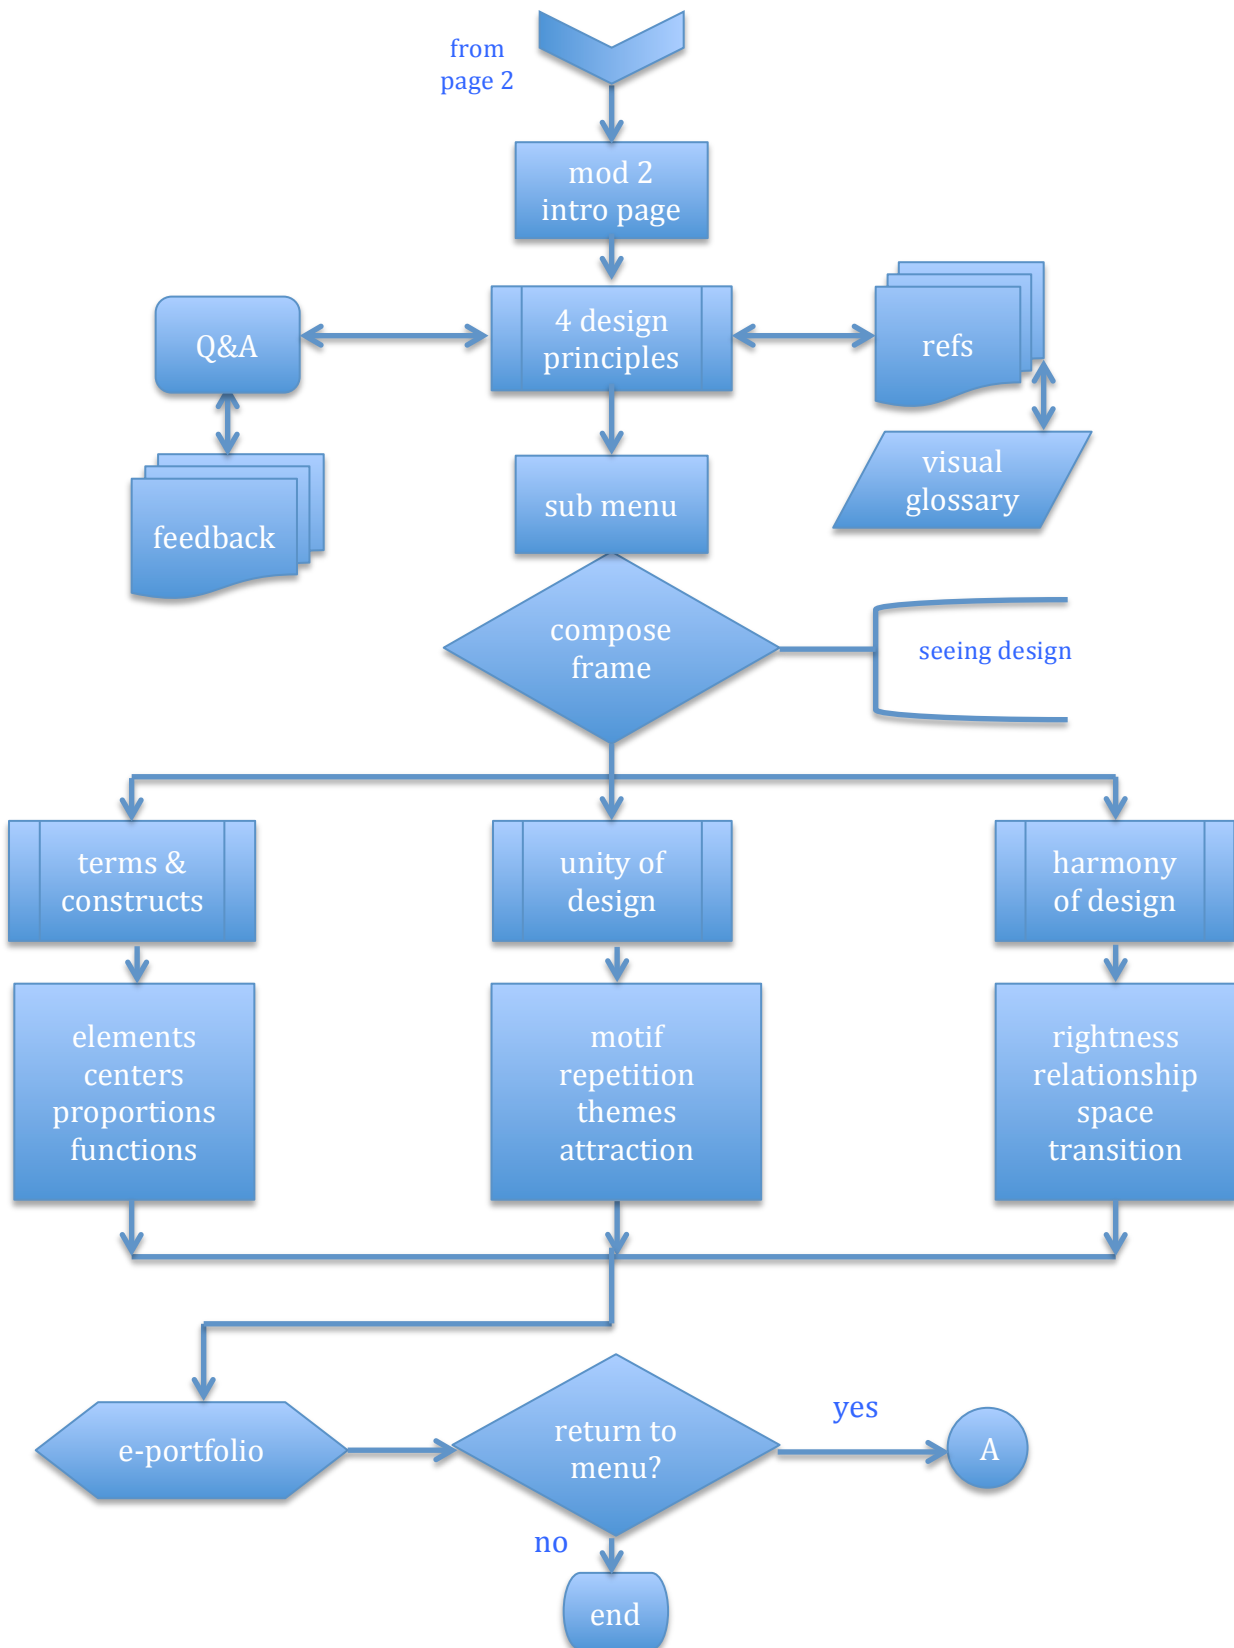 from
page 2
mod 2
intro page
Q&A
4 design
principles
refs
visual
glossary
sub menu
feedback
compose
frame
seeing design
terms &
constructs
unity of
design
harmony
of design
elements
centers
proportions
functions
motif
repetition
themes
attraction
rightness
relationship
space
transition
e-portfolio
return to
menu?
yes
A
no
end